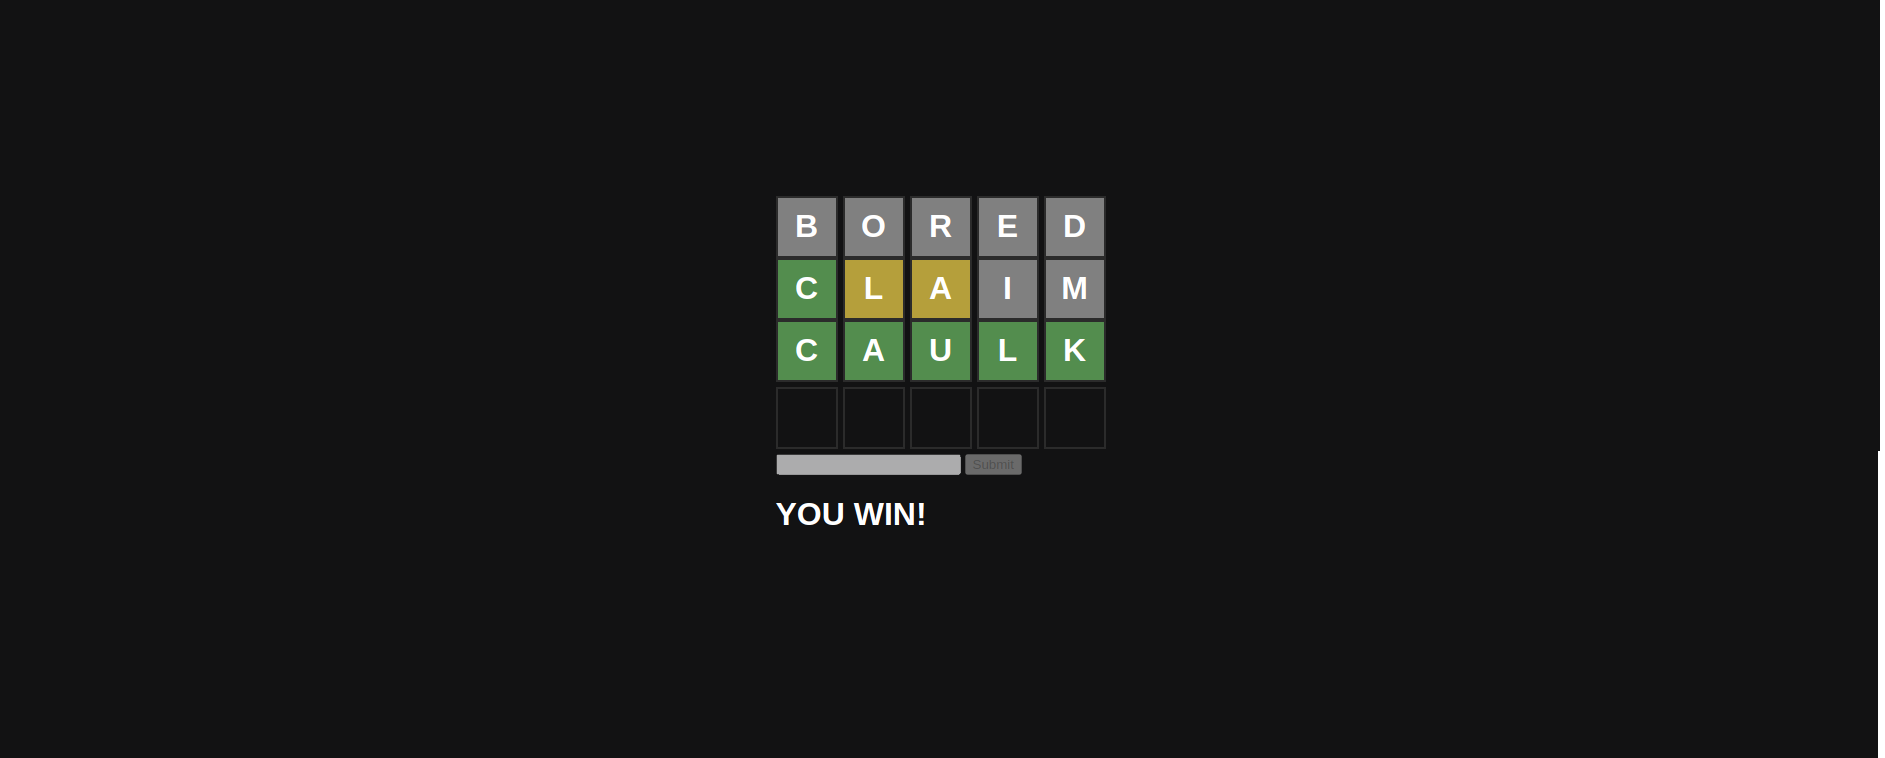 B O R E D
C L A I M
C A U L K
Submit
YOU WIN!